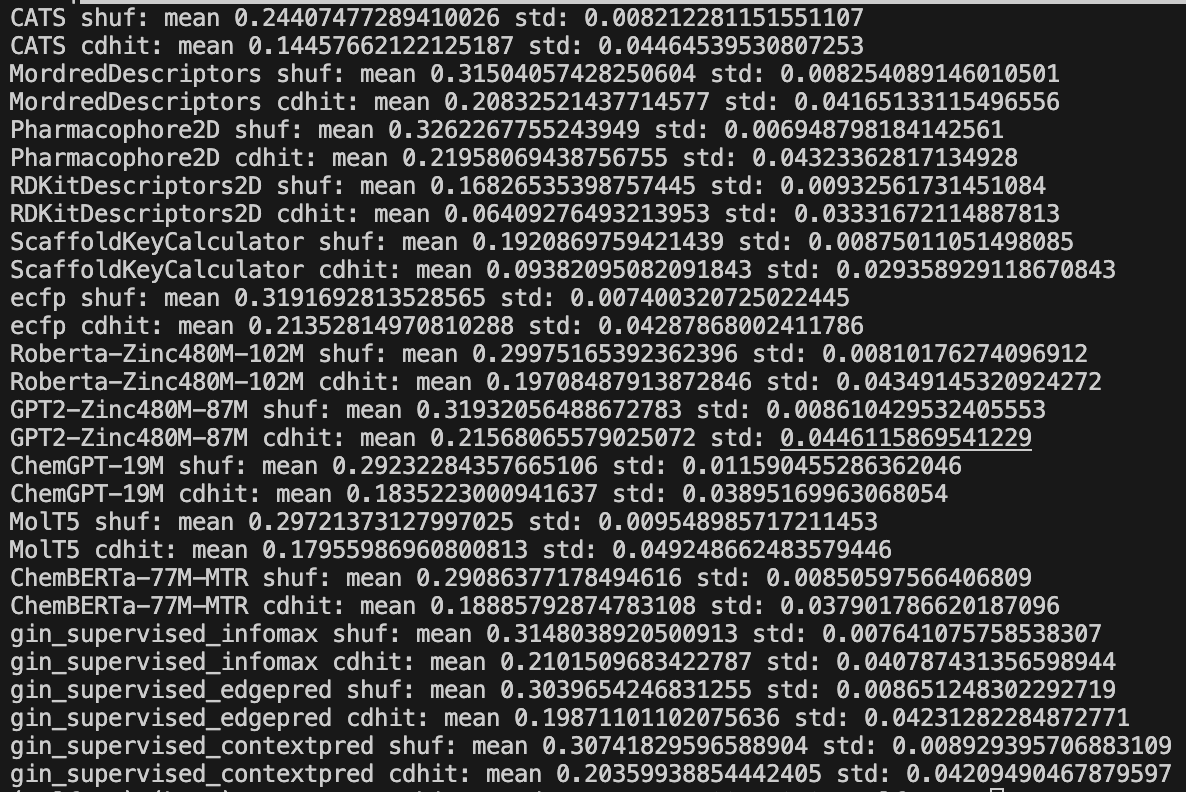 CATS shuf: mean 0.24407477289410026 std: 0.008212281151551107
CATS cdhit: mean 0.14457662122125187 std: 0.04464539530807253
MordredDescriptors shuf: mean 0.31504057428250604 std: 0.008254089146010501
MordredDescriptors cdhit: mean 0.20832521437714577 std: 0.04165133115496556
Pharmacophore2D shuf: mean 0.3262267755243949 std: 0.006948798184142561
Pharmacophore2D cdhit: mean 0.21958069438756755 std: 0.04323362817134928
RDKitDescriptors2D shuf: mean 0.16826535398757445 std: 0.00932561731451084
RDKitDescriptors2D cdhit: mean 0.06409276493213953 std: 0.03331672114887813
ScaffoldKeyCalculator shuf: mean 0.1920869759421439 std: 0.00875011051498085
ScaffoldKeyCalculator cdhit: mean 0.09382095082091843 std: 0.029358929118670843
ecfp shuf: mean 0.3191692813528565 std: 0.007400320725022445
ecfp cdhit: mean 0.21352814970810288 std: 0.04287868002411786
Roberta-Zinc480M-102M shuf: mean 0.29975165392362396 std: 0.00810176274096912
Roberta-Zinc480M-102M cdhit: mean 0.19708487913872846 std: 0.04349145320924272
GPT2-Zinc480M-87M shuf: mean 0.31932056488672783 std: 0.008610429532405553
GPT2-Zinc480M-87M cdhit: mean 0.21568065579025072 std: 0.0446115869541229
ChemGPT-19M shuf: mean 0.29232284357665106 std: 0.011590455286362046
ChemGPT-19M cdhit: mean 0.1835223000941637 std: 0.03895169963068054
MolT5 shuf: mean 0.297213731279970​25 std: 0.009548985717211453
MolT5 cdhit: mean 0.17955986960800813 std: 0.049248662483579446
ChemBERTa-77M-MTR shuf: mean 0.29086377178494616 std: 0.00850597566406809
ChemBERTa-77M-MTR cdhit: mean 0.18885792874783108 std: 0.037901786620187096
gin_supervised_infomax shuf: mean 0.3148038920500913 std: 0.007641075758538307
gin_supervised_infomax cdhit: mean 0.2101509683422787 std: 0.040787431356598944
gin_supervised_edgepred shuf: mean 0.3039654246831255 std: 0.008651248302292719
gin_supervised_edgepred cdhit: mean 0.19871101102075636 std: 0.042312822848​72771
gin_supervised_contextpred shuf: mean 0.30741829596588904 std: 0.008929395706883109
gin_supervised_contextpred cdhit: mean 0.20359938854442405 std: 0.04209490467879597